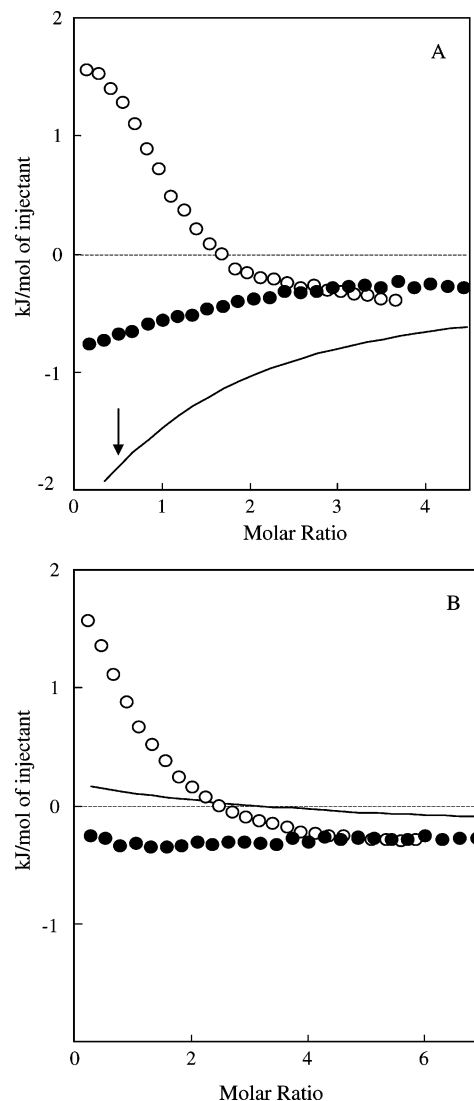 A
2
1
0
-1
-2
kJ/mol of injectant
0 1 2 3 4
Molar Ratio
B
2
1
0
-1
kJ/mol of injectant
0 2 4 6
Molar Ratio